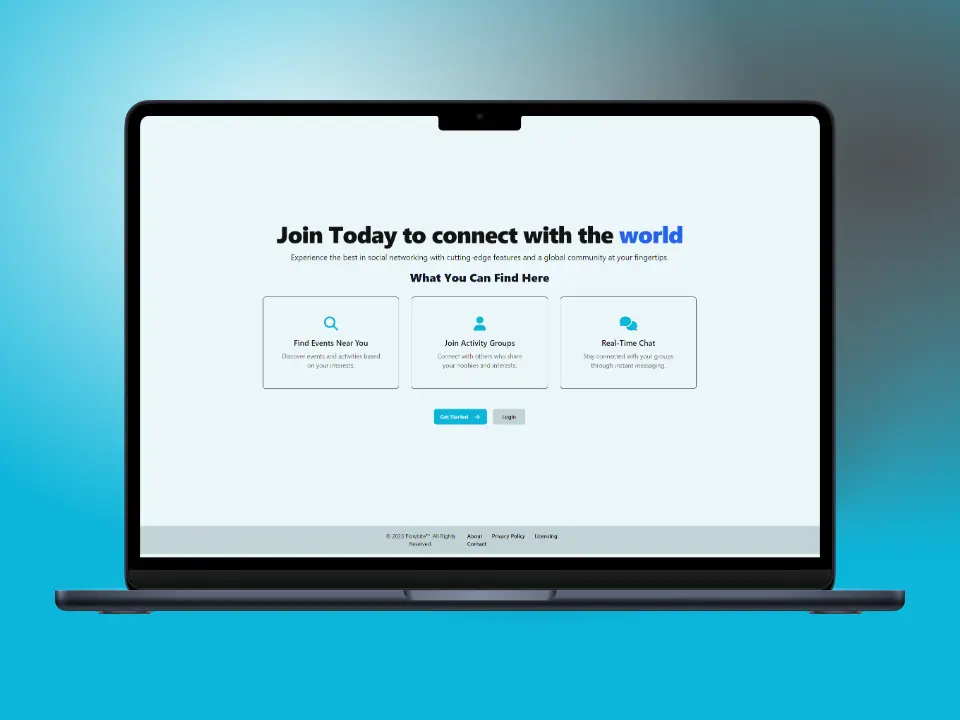 Join Today to connect with the world
Experience the best in social networking with cutting-edge features and a global community at your fingertips.
What You Can Find Here
Find Events Near You
Discover events and activities based
on your interests.
Join Activity Groups
Connect with others who share
your hobbies and interests.
Real-Time Chat
Stay connected with your groups
through instant messaging.
Get Started
Login
© 2023 Flowbite™. All Rights
Reserved.
About Privacy Policy Licensing
Contact